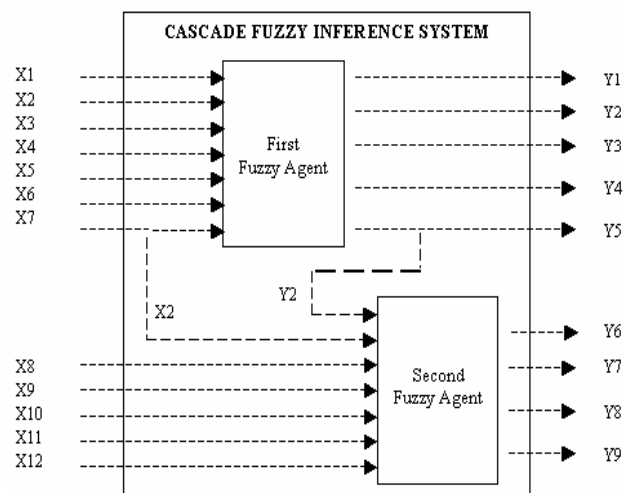 CASCADE FUZZY INFERENCE SYSTEM
X1
X2
X3
X4
X5
X6
X7
First
Fuzzy Agent
Y1
Y2
Y3
Y4
Y5
X2
Y2
X8
X9
X10
X11
X12
Second
Fuzzy Agent
Y6
Y7
Y8
Y9